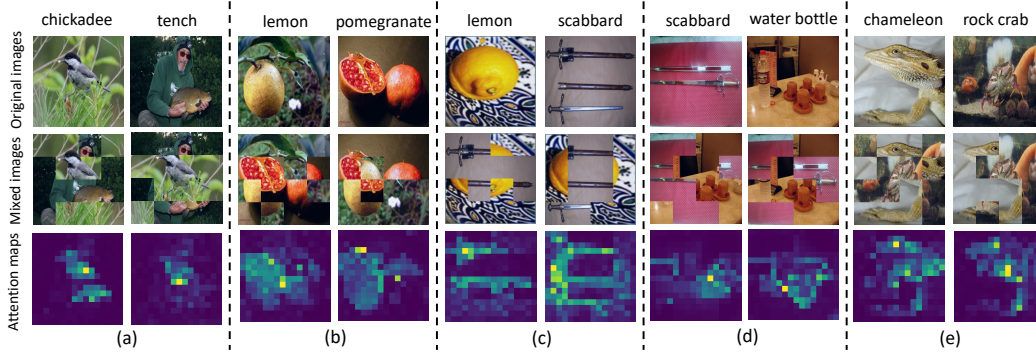 chickadee tench lemon pomegranate lemon scabbard scabbard water bottle chameleon rock crab
Original images
Mixed images
Attention maps
(a) (b) (c) (d) (e)